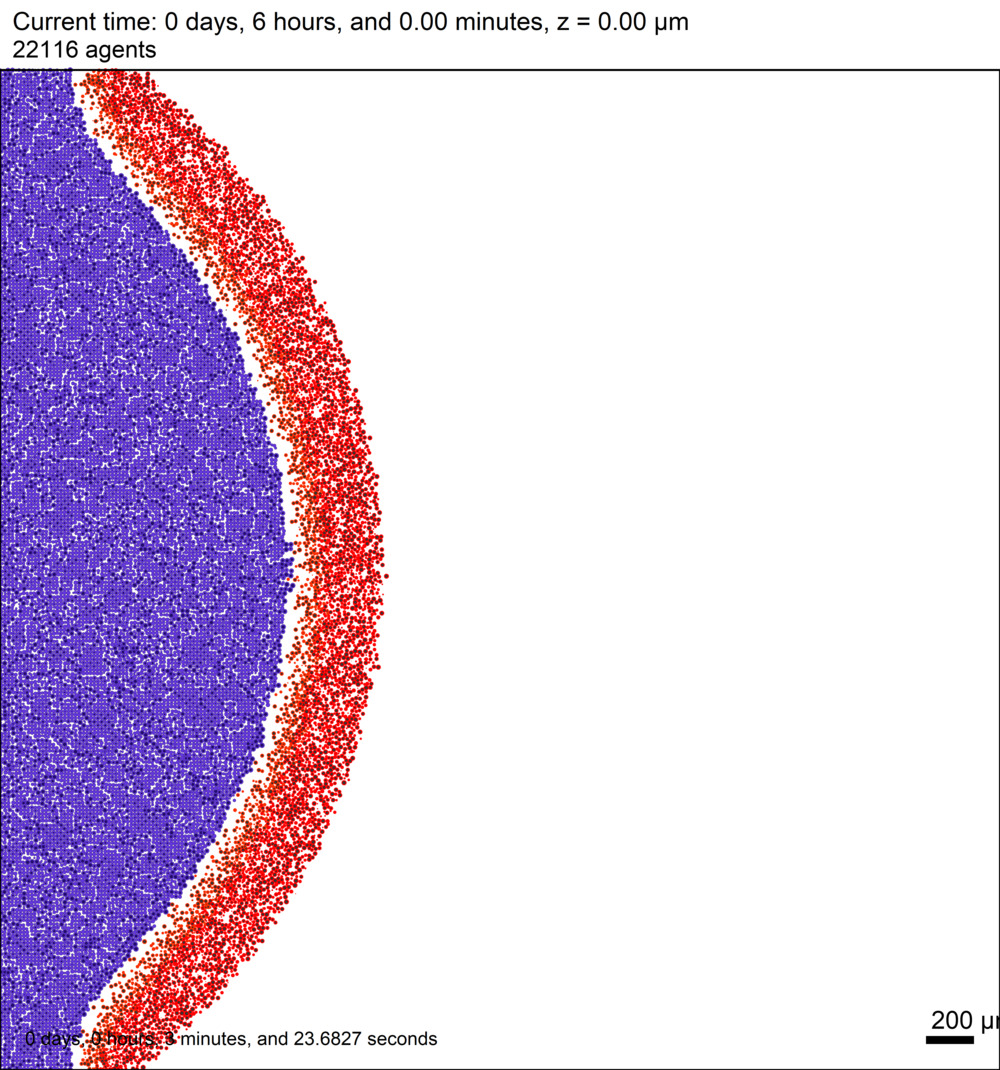 Current time: 0 days, 6 hours, and 0.00 minutes, z = 0.00 μm
22116 agents
200 μ
0 days, 0 hours, 3 minutes, and 23.6827 seconds